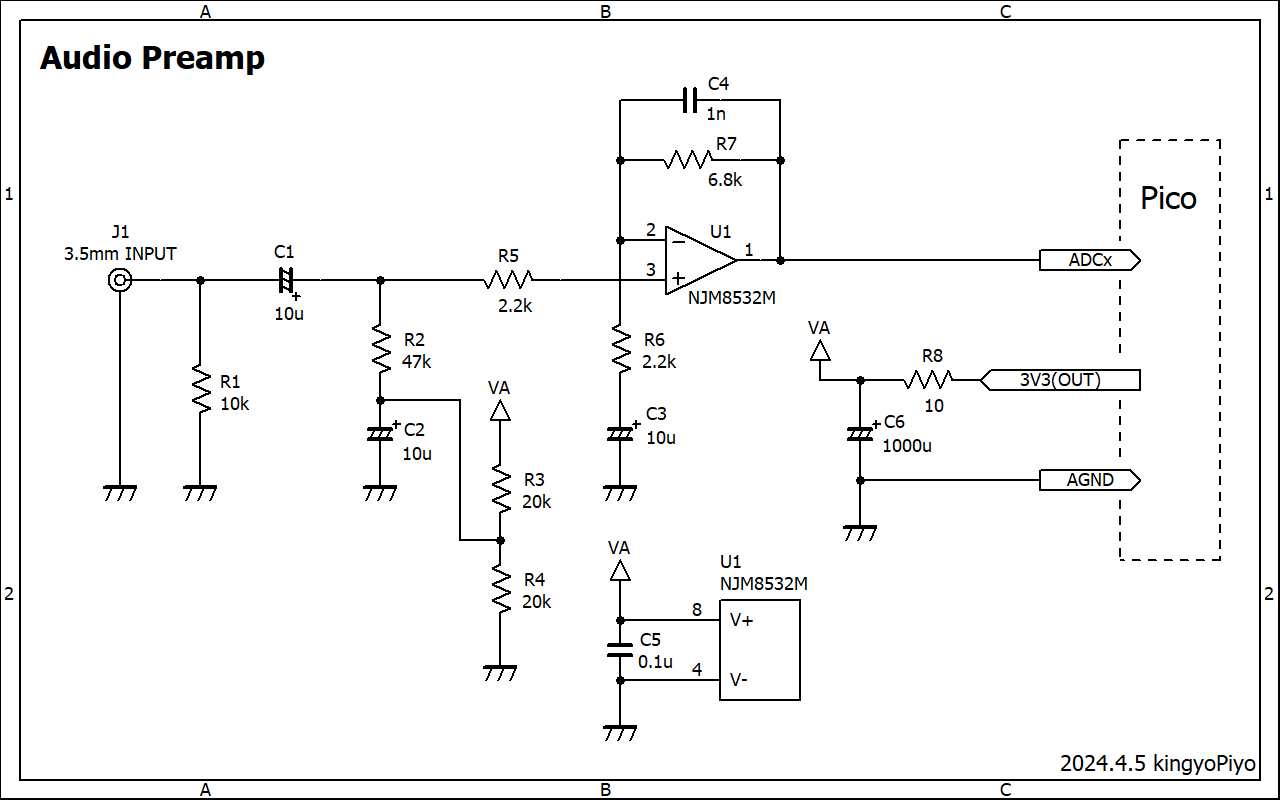 A B C
Audio Preamp
C4
1n
R7
6.8k
Pico
1 1
J1
3.5mm INPUT
C1
10u
+
R5
2.2k
2
3
−
+
U1
1
NJM8532M
ADCx
R2
47k
R1
10k
VA
R6
2.2k
VA
R8
10
3V3(OUT)
+
C2
10u
+
C3
10u
+
C6
1000u
R3
20k
AGND
VA
U1
NJM8532M
R4
20k
2 2
8
V+
C5
0.1u
4
V-
2024.4.5 kingyoPiyo
A B C